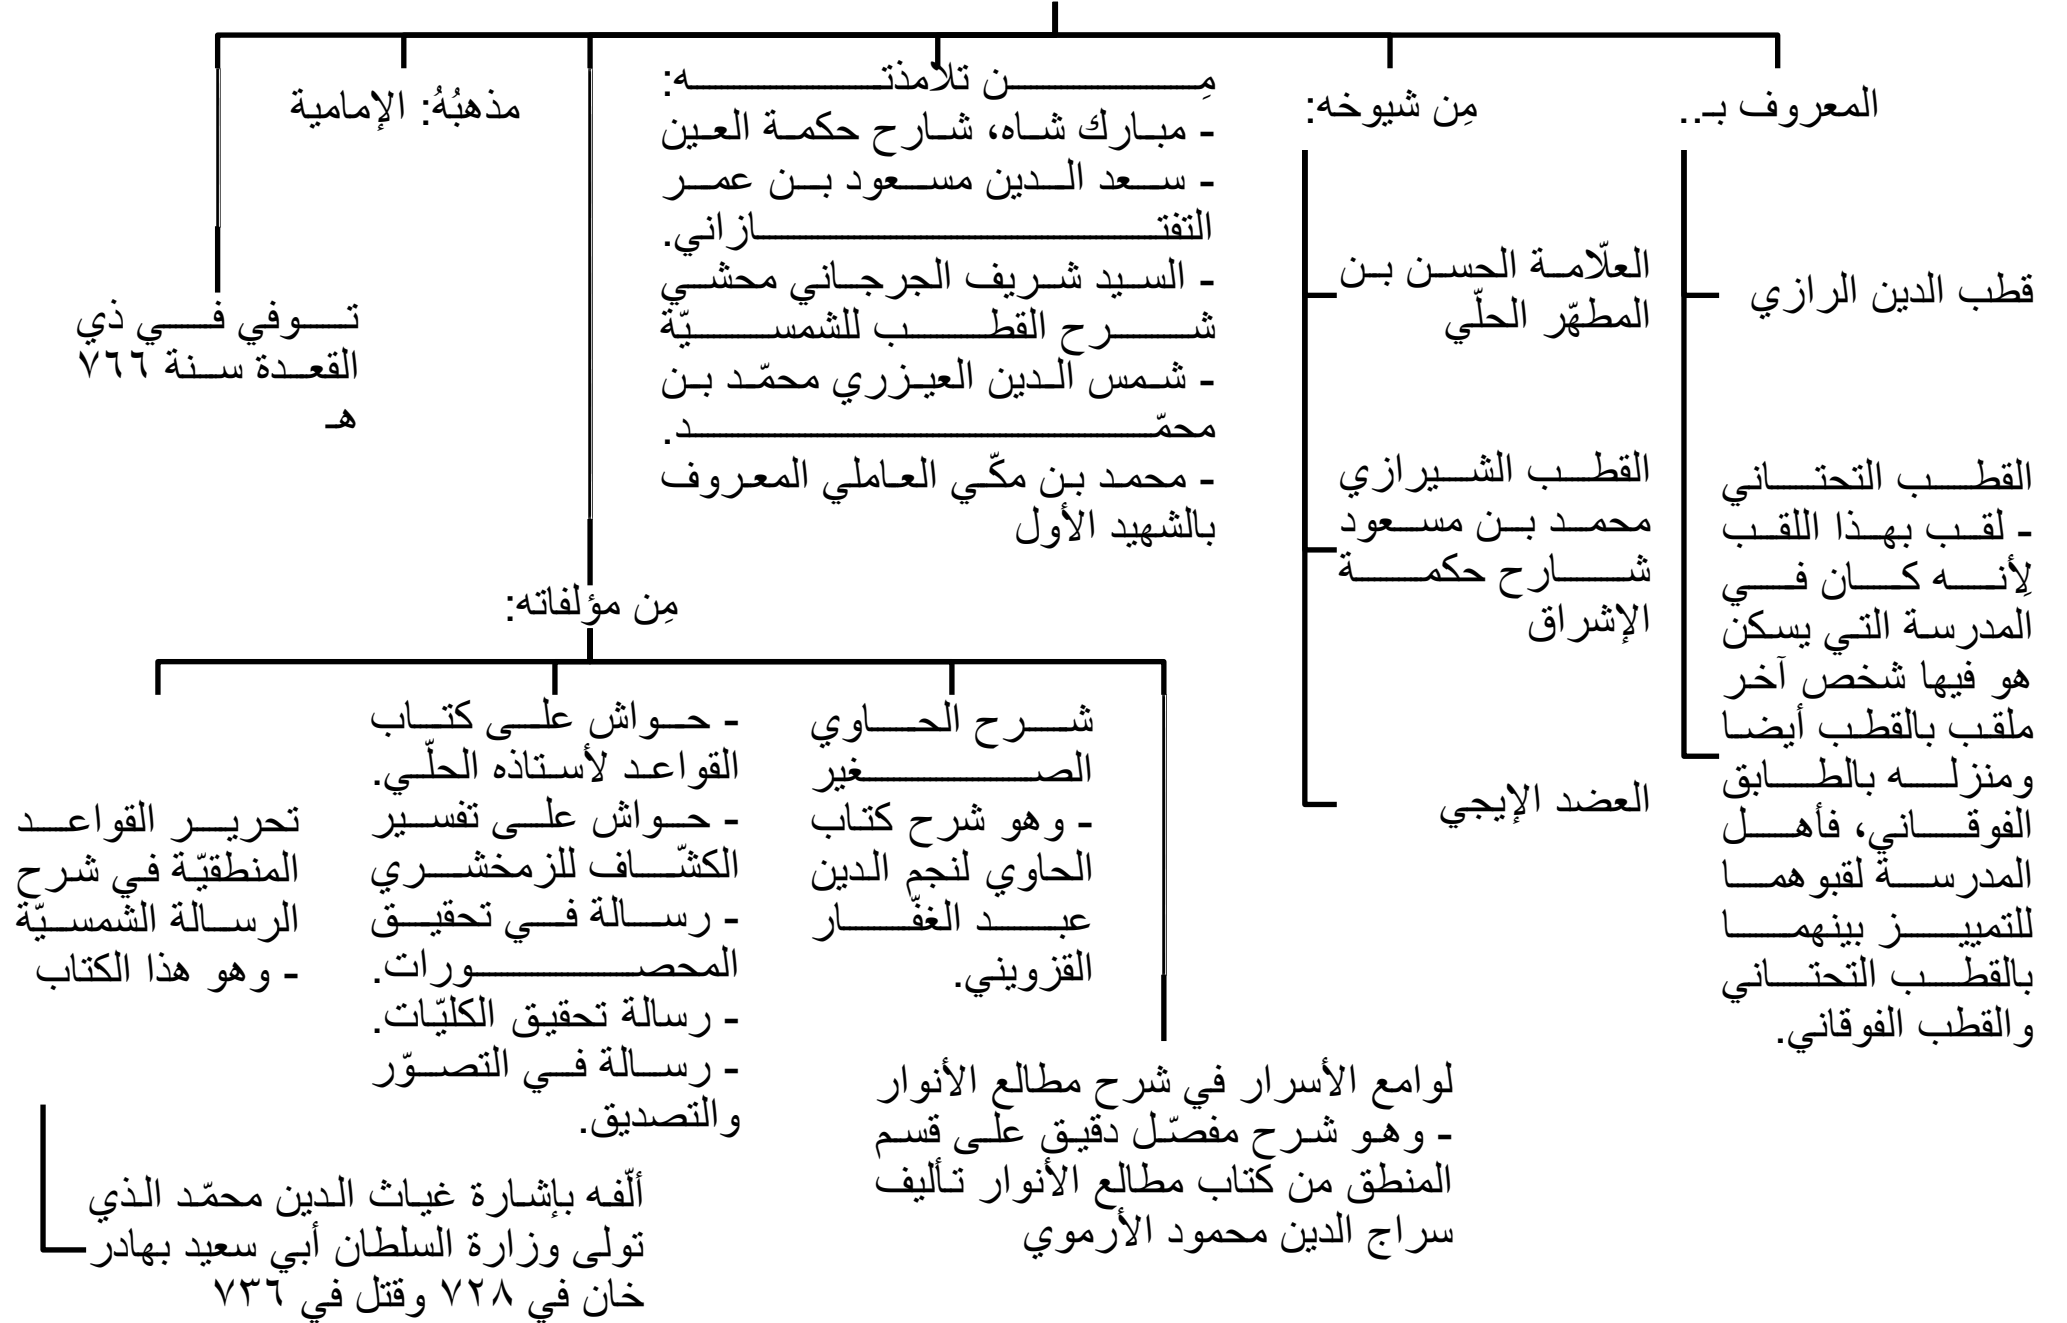 المعروف بـ..
قطب الدين الرازي
القطب التحتاني
- لقب بهذا اللقب
لِأنه كان في
المدرسة التي يسكن
هو فيها شخص آخر
ملقب بالقطب أيضا
ومنزله بالطابق
الفوقاني، فأهل
المدرسة لقبوهما
للتمييز بينهما
بالقطب التحتاني
والقطب الفوقاني.
مِن شيوخه:
العلّامة الحسن بن
المطهّر الحلّي
القطب الشيرازي
محمد بن مسعود
شارح حكمة
الإشراق
العضد الإيجي
مِن تلامذته:
- مبارك شاه، شارح حكمة العين
- سعد الدين مسعود بن عمر
التفتازاني.
- السيد شريف الجرجاني محشي
شرح القطب للشمسيّة
- شمس الدين العيزري محمّد بن
محمّد.
- محمد بن مكّي العاملي المعروف
بالشهيد الأول
مِن مؤلفاته:
لوامع الأسرار في شرح مطالع الأنوار
- وهو شرح مفصّل دقيق على قسم
المنطق من كتاب مطالع الأنوار تأليف
سراج الدين محمود الأرموي
شرح الحاوي
الصغير
- وهو شرح كتاب
الحاوي لنجم الدين
عبد الغفّار
القزويني.
- حواش على كتاب
القواعد لأستاذه الحلّي.
- حواش على تفسير
الكشّاف للزمخشري
- رسالة في تحقيق
المحصورات.
- رسالة تحقيق الكليّات.
- رسالة في التصوّر
والتصديق.
تحرير القواعد
المنطقيّة في شرح
الرسالة الشمسيّة
- وهو هذا الكتاب
ألّفه بإشارة غياث الدين محمّد الذي
تولى وزارة السلطان أبي سعيد بهادر
خان في ٧٢٨ وقتل في ٧٣٦
مذهبُهُ: الإمامية
توفي في ذي
القعدة سنة ٧٦٦
هـ